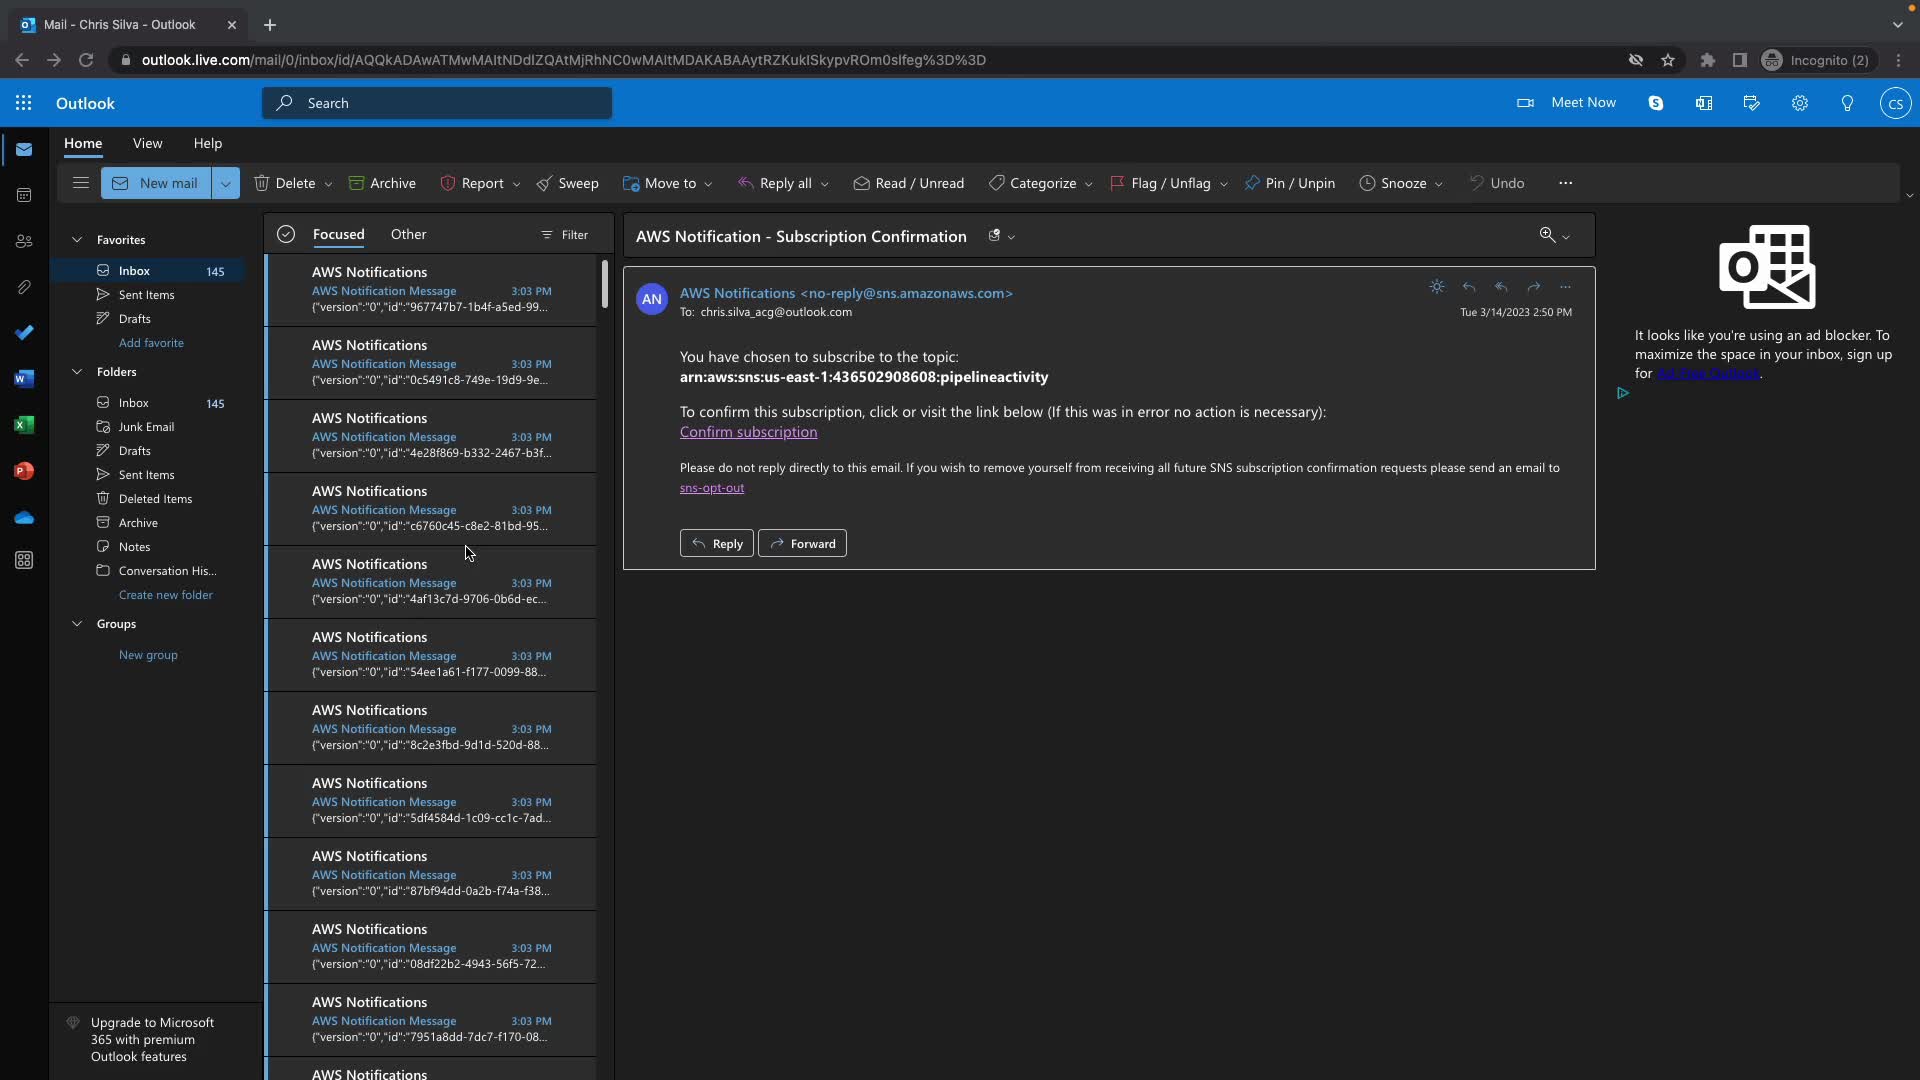 Mail - Chris Silva - Outlook
outlook.live.com/mail/0/inbox/id/AQQkADAwATMwMAItNDdlZQAtMjRhNC0wMAItMDAKABAAytRZKukISkypvROm0slfeg%3D%3D
Incognito (2)
Outlook
Search
Meet Now
CS
Home
View
Help
New mail
Delete
Archive
Report
Sweep
Move to
Reply all
Read / Unread
Categorize
Flag / Unflag
Pin / Unpin
Snooze
Undo
Favorites
Inbox 145
Sent Items
Drafts
Add favorite
Folders
Inbox 145
Junk Email
Drafts
Sent Items
Deleted Items
Archive
Notes
Conversation His...
Create new folder
Groups
New group
Upgrade to Microsoft
365 with premium
Outlook features
Focused
Other
Filter
AWS Notifications
AWS Notification Message 3:03 PM
{"version":"0","id":"967747b7-1b4f-a5ed-99...
AWS Notifications
AWS Notification Message 3:03 PM
{"version":"0","id":"0c5491c8-749e-19d9-9e...
AWS Notifications
AWS Notification Message 3:03 PM
{"version":"0","id":"4e28f869-b332-2467-b3f...
AWS Notifications
AWS Notification Message 3:03 PM
{"version":"0","id":"c6760c45-c8e2-81bd-95...
AWS Notifications
AWS Notification Message 3:03 PM
{"version":"0","id":"4af13c7d-9706-0b6d-ec...
AWS Notifications
AWS Notification Message 3:03 PM
{"version":"0","id":"54ee1a61-f177-0099-88...
AWS Notifications
AWS Notification Message 3:03 PM
{"version":"0","id":"8c2e3fbd-9d1d-520d-88...
AWS Notifications
AWS Notification Message 3:03 PM
{"version":"0","id":"5df4584d-1c09-cc1c-7ad...
AWS Notifications
AWS Notification Message 3:03 PM
{"version":"0","id":"87bf94dd-0a2b-f74a-f38...
AWS Notifications
AWS Notification Message 3:03 PM
{"version":"0","id":"08df22b2-4943-56f5-72...
AWS Notifications
AWS Notification Message 3:03 PM
{"version":"0","id":"7951a8dd-7dc7-f170-08...
AWS Notifications
AWS Notification - Subscription Confirmation
AN
AWS Notifications <no-reply@sns.amazonaws.com>
To: chris.silva_acg@outlook.com
Tue 3/14/2023 2:50 PM
You have chosen to subscribe to the topic:
arn:aws:sns:us-east-1:436502908608:pipelineactivity
To confirm this subscription, click or visit the link below (If this was in error no action is necessary):
Confirm subscription
Please do not reply directly to this email. If you wish to remove yourself from receiving all future SNS subscription confirmation requests please send an email to
sns-opt-out
Reply
Forward
It looks like you're using an ad blocker. To
maximize the space in your inbox, sign up
for Ad-Free Outlook.